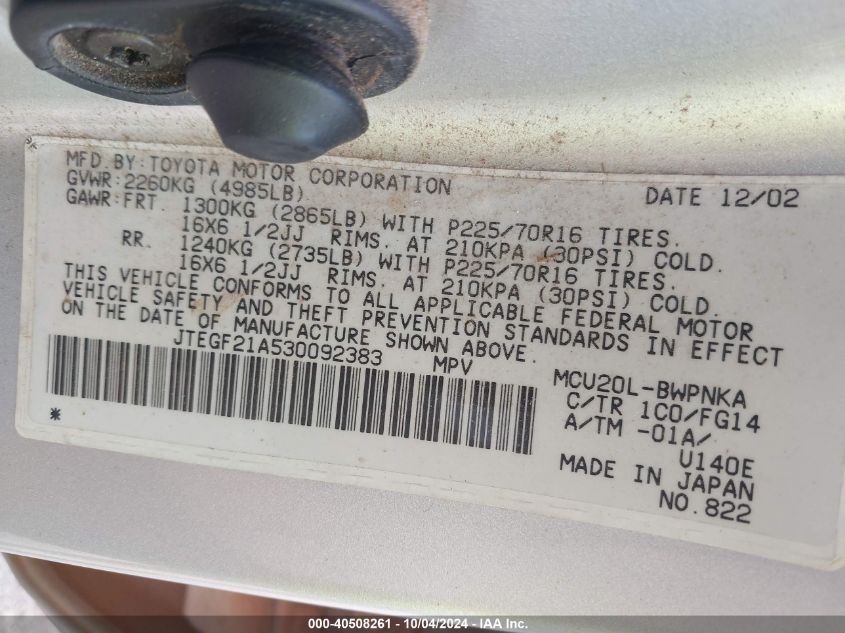 MFD. BY: TOYOTA MOTOR CORPORATION DATE 12/02
GVWR: 2260KG (4985LB)
GAWR: FRT. 1300KG (2865LB) WITH P225/70R16 TIRES.
16X6 1/2JJ RIMS. AT 210KPA (30PSI) COLD.
RR. 1240KG (2735LB) WITH P225/70R16 TIRES.
16X6 1/2JJ RIMS. AT 210KPA (30PSI) COLD.
THIS VEHICLE CONFORMS TO ALL APPLICABLE FEDERAL MOTOR
VEHICLE SAFETY AND THEFT PREVENTION STANDARDS IN EFFECT
ON THE DATE OF MANUFACTURE SHOWN ABOVE.
JTEGF21A530092383 MPV
MCU20L-BWPNKA
C/TR 1C0/FG14
A/TM -01A/
U140E
MADE IN JAPAN
NO. 822
*
000-40508261 - 10/04/2024 - IAA Inc.